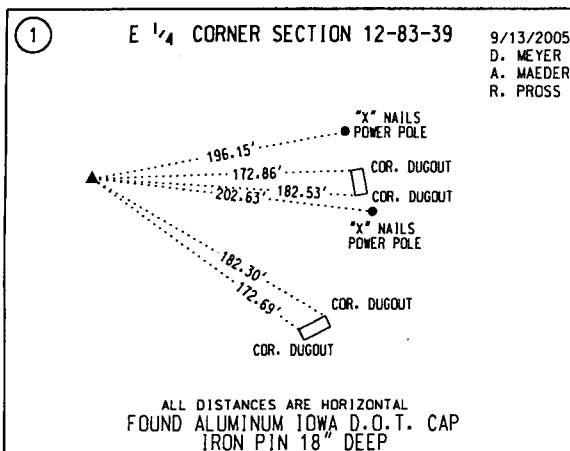 1
E 1/4 CORNER SECTION 12-83-39
9/13/2005
D. MEYER
A. MAEDER
R. PROSS
"X" NAILS
POWER POLE
196.15'
172.86'
COR. DUGOUT
182.53'
COR. DUGOUT
202.63'
"X" NAILS
POWER POLE
182.30'
172.69'
COR. DUGOUT
COR. DUGOUT
ALL DISTANCES ARE HORIZONTAL
FOUND ALUMINUM IOWA D.O.T. CAP
IRON PIN 18" DEEP